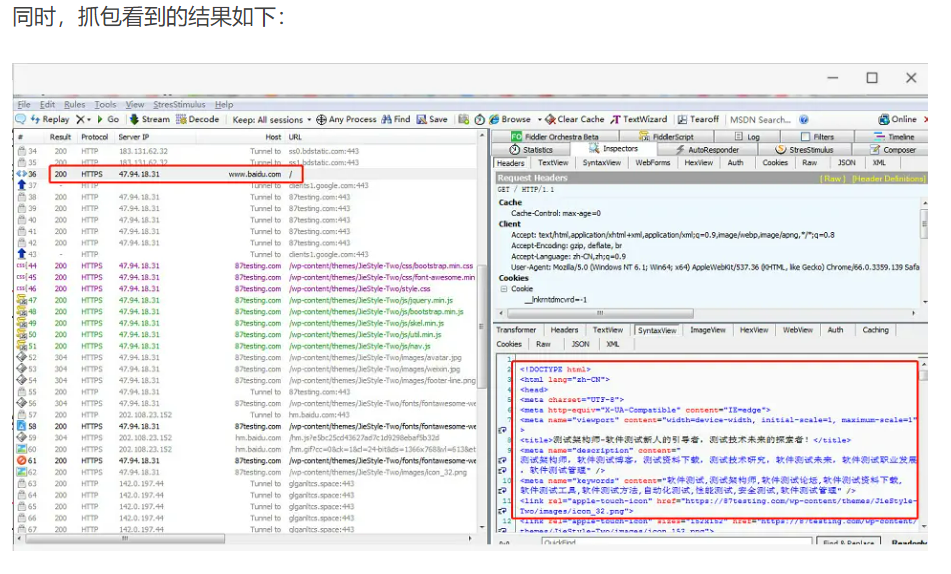 同时，抓包看到的结果如下：
File Edit Rules Tools View StresStimulus Help
Replay X Go Stream Decode Keep: All sessions Any Process Find Save Browse Clear Cache TextWizard Tearoff MSDN Search... Online
# Result Protocol Server IP Host URL
34 200 HTTP 183.131.62.32 Tunnel to ss0.bdstatic.com:443
35 200 HTTP 183.131.62.32 Tunnel to ss1.bdstatic.com:443
36 200 HTTPS 47.94.18.31 www.baidu.com /
37 - HTTP Tunnel to clients1.google.com:443
38 200 HTTP 47.94.18.31 Tunnel to 87testing.com:443
39 200 HTTP 47.94.18.31 Tunnel to 87testing.com:443
40 200 HTTP 47.94.18.31 Tunnel to 87testing.com:443
41 200 HTTP 47.94.18.31 Tunnel to 87testing.com:443
42 200 HTTP 47.94.18.31 Tunnel to 87testing.com:443
43 - HTTP Tunnel to clients1.google.com:443
44 200 HTTPS 47.94.18.31 87testing.com /wp-content/themes/JieStyle-Two/css/bootstrap.min.css
45 200 HTTPS 47.94.18.31 87testing.com /wp-content/themes/JieStyle-Two/css/fontawesome.min.css
46 200 HTTPS 47.94.18.31 87testing.com /wp-content/themes/JieStyle-Two/style.css
47 200 HTTPS 47.94.18.31 87testing.com /wp-content/themes/JieStyle-Two/js/jquery.min.js
48 200 HTTPS 47.94.18.31 87testing.com /wp-content/themes/JieStyle-Two/js/bootstrap.min.js
49 200 HTTPS 47.94.18.31 87testing.com /wp-content/themes/JieStyle-Two/js/skel.min.js
50 200 HTTPS 47.94.18.31 87testing.com /wp-content/themes/JieStyle-Two/js/util.min.js
51 200 HTTPS 47.94.18.31 87testing.com /wp-content/themes/JieStyle-Two/js/nav.js
52 304 HTTPS 47.94.18.31 87testing.com /wp-content/themes/JieStyle-Two/images/avatar.jpg
53 304 HTTPS 47.94.18.31 87testing.com /wp-content/themes/JieStyle-Two/images/weixin.jpg
54 304 HTTPS 47.94.18.31 87testing.com /wp-content/themes/JieStyle-Two/images/footer-line.png
55 200 HTTP 47.94.18.31 Tunnel to 87testing.com:443
56 304 HTTPS 47.94.18.31 87testing.com /wp-content/themes/JieStyle-Two/fonts/fontawesome-we
57 200 HTTP 202.108.23.152 Tunnel to hm.baidu.com:443
58 200 HTTPS 47.94.18.31 87testing.com /wp-content/themes/JieStyle-Two/fonts/fontawesome-we
59 304 HTTPS 202.108.23.152 hm.baidu.com
60 200 HTTPS 202.108.23.152 hm.baidu.com
61 200 HTTPS 47.94.18.31 87testing.com /wp-content/themes/JieStyle-Two/fonts/fontawesome-we
62 200 HTTPS 47.94.18.31 87testing.com /wp-content/themes/JieStyle-Two/images/icon_32.png
63 200 HTTP 142.0.197.44 Tunnel to glganltcs.space:443
64 200 HTTP 142.0.197.44 Tunnel to glganltcs.space:443
65 200 HTTP 142.0.197.44 Tunnel to glganltcs.space:443
66 200 HTTP 142.0.197.44 Tunnel to glganltcs.space:443
67 200 HTTP 142.0.197.44 Tunnel to glganltcs.space:443
Fiddler Orchestra Beta FiddlerScript Log Filters Timeline
Statistics Inspectors AutoResponder StresStimulus Composer
Headers TextView SyntaxView WebForms HexView Auth Cookies Raw JSON XML
Request Headers [ Raw ] [Header Definitions]
GET / HTTP/1.1
Cache
Cache-Control: max-age=0
Client
Accept: text/html,application/xhtml+xml,application/xml;q=0.9,image/webp,image/apng,*/*;q=0.8
Accept-Encoding: gzip, deflate, br
Accept-Language: zh-CN,zh;q=0.9
User-Agent: Mozilla/5.0 (Windows NT 6.1; Win64; x64) AppleWebKit/537.36 (KHTML, like Gecko) Chrome/66.0.3359.139 Safa
Cookies
Cookie
__lnkrntdmcvrd=-1
Transformer Headers TextView SyntaxView ImageView HexView WebView Auth Caching
Cookies Raw JSON XML
1
2 <!DOCTYPE html>
3 <html lang="zh-CN">
4 <head>
5 <meta charset="UTF-8">
6 <meta http-equiv="X-UA-Compatible" content="IE=edge">
7 <meta name="viewport" content="width=device-width, initial-scale=1, maximum-scale=1"
>
8 <title>测试架构师-软件测试新人的引导者，测试技术未来的探索者！</title>
9 <meta name="description" content="
测试架构师，软件测试博客，测试资料下载，测试技术研究，软件测试未来，软件测试职业发展
，软件测试管理" />
10 <meta name="keywords" content="软件测试,测试架构师,软件测试论坛,软件测试资料下载,
软件测试工具,软件测试方法,自动化测试,性能测试,安全测试,软件测试管理" />
11 <link rel="apple-touch-icon" href="https://87testing.com/wp-content/themes/JieStyle-
Two/images/icon_32.png">
12 <link rel="apple-touch-icon" sizes="152x152" href="https://87testing.com/wp-content/
themes/JieStyle-Two/images/icon_152.png">
QuickFind Find & Replace Readonly